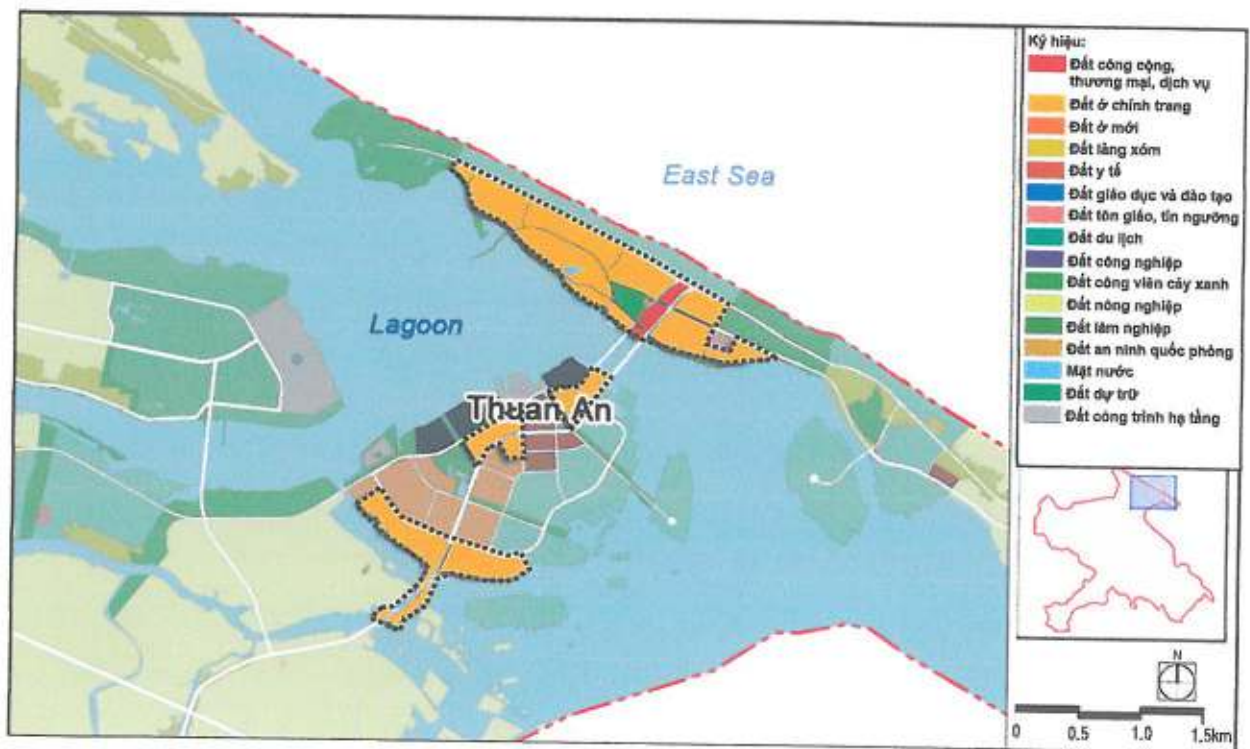 East Sea
Lagoon
Thuan An
Ký hiệu:
Đất công cộng,
thương mại, dịch vụ
Đất ở chỉnh trang
Đất ở mới
Đất làng xóm
Đất y tế
Đất giáo dục và đào tạo
Đất tôn giáo, tín ngưỡng
Đất du lịch
Đất công nghiệp
Đất công viên cây xanh
Đất nông nghiệp
Đất lâm nghiệp
Đất an ninh quốc phòng
Mặt nước
Đất dự trữ
Đất công trình hạ tầng
N
0 0.5 1.0 1.5km